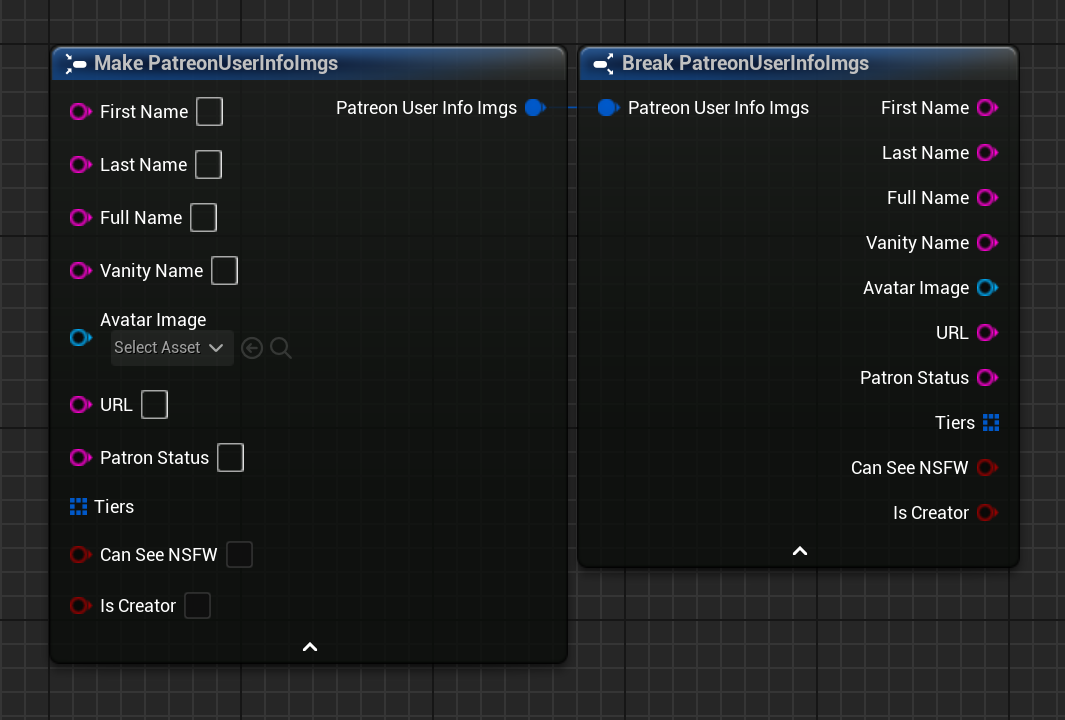 Make PatreonUserInfoImgs
First Name
Patreon User Info Imgs
Last Name
Full Name
Vanity Name
Avatar Image
Select Asset
URL
Patron Status
Tiers
Can See NSFW
Is Creator
Break PatreonUserInfoImgs
Patreon User Info Imgs
First Name
Last Name
Full Name
Vanity Name
Avatar Image
URL
Patron Status
Tiers
Can See NSFW
Is Creator